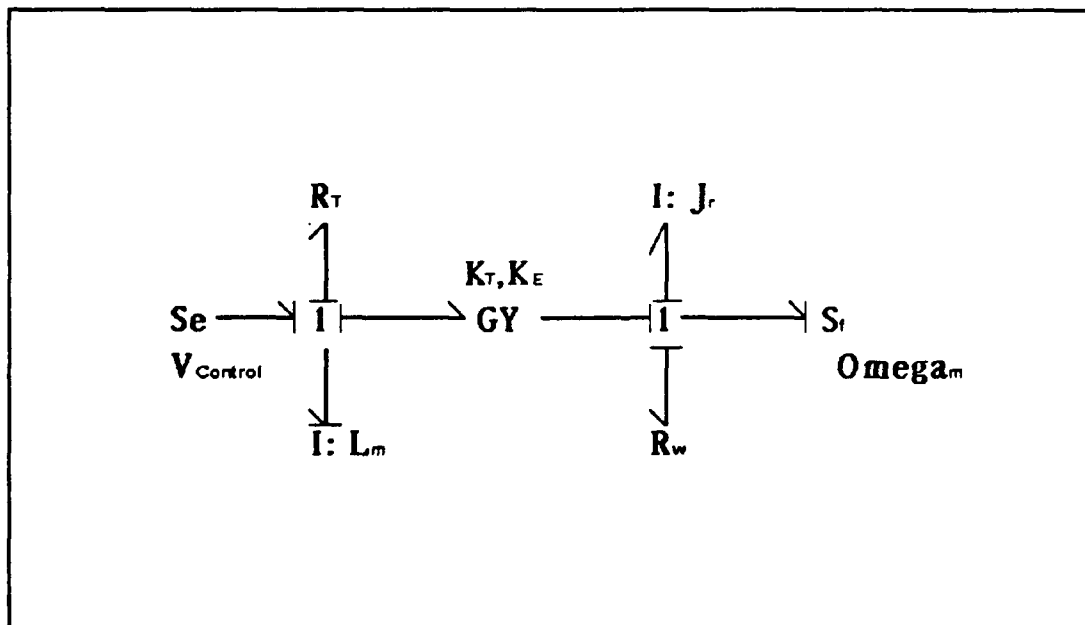 R_T I: J_r
K_T, K_E
Se 1 GY 1 S_f
V_Control Omega_m
I: L_m R_w